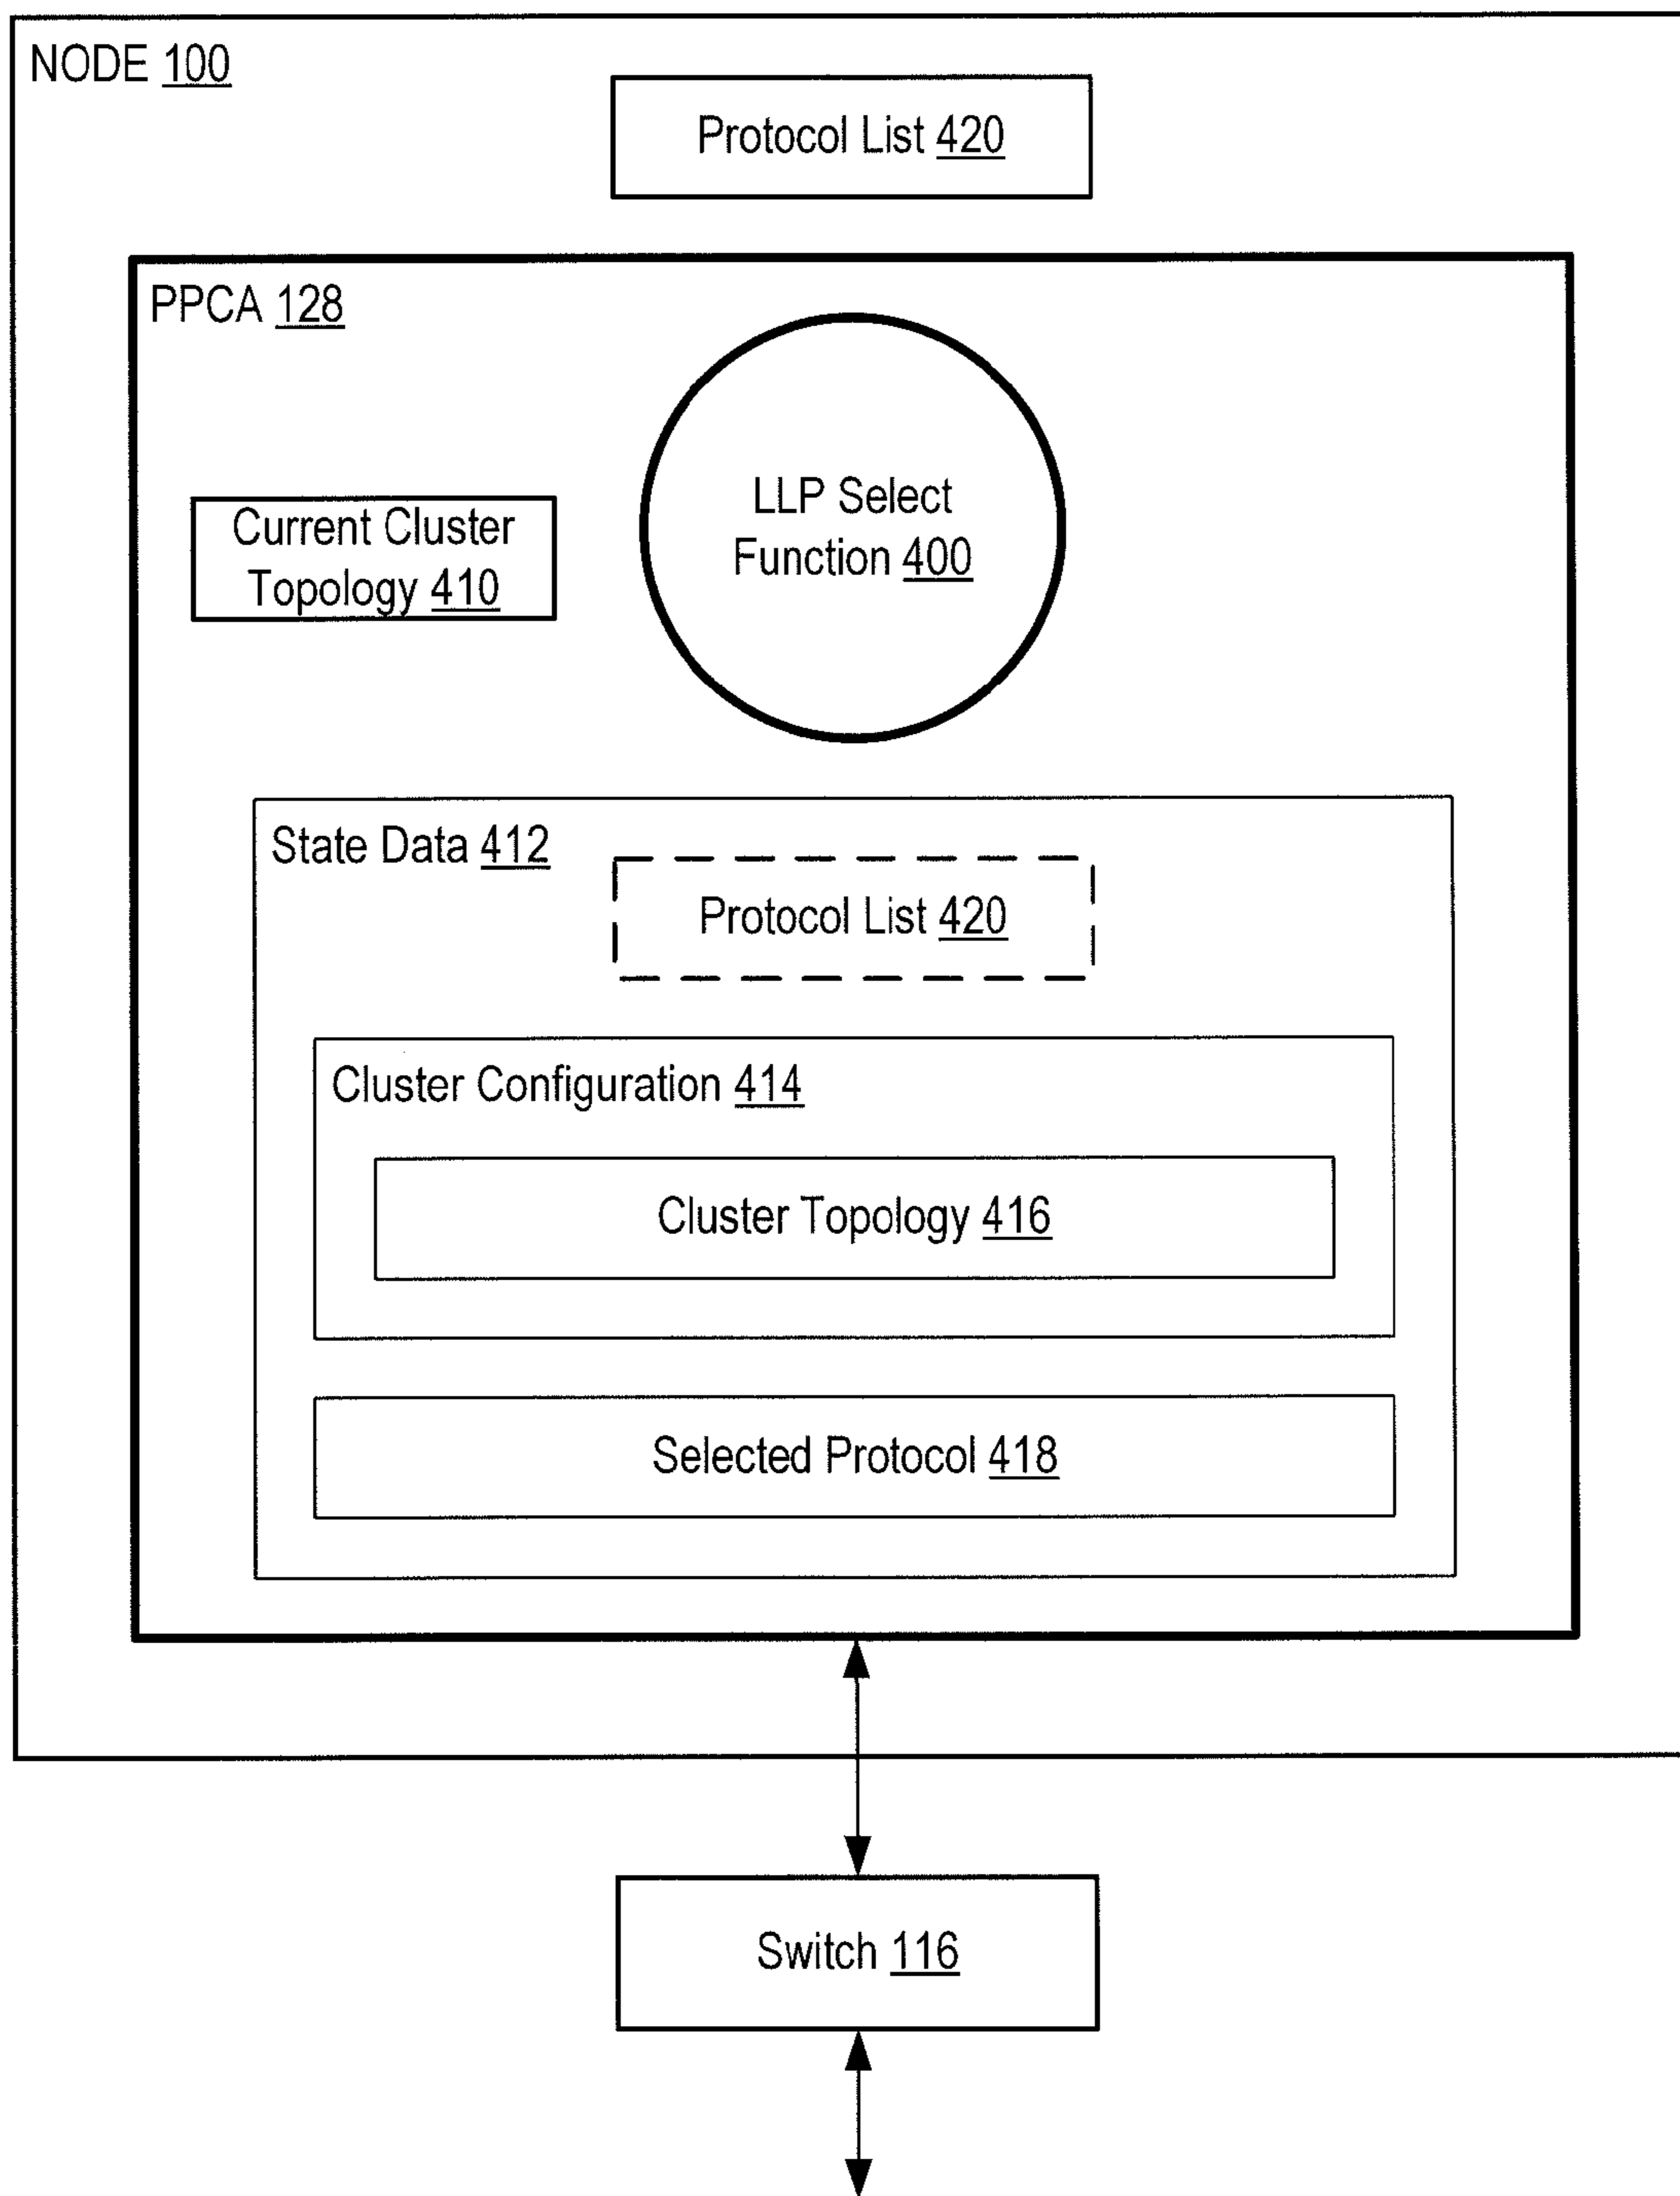 NODE 100
Protocol List 420
PPCA 128
LLP Select
Function 400
Current Cluster
Topology 410
State Data 412
Protocol List 420
Cluster Configuration 414
Cluster Topology 416
Selected Protocol 418
Switch 116